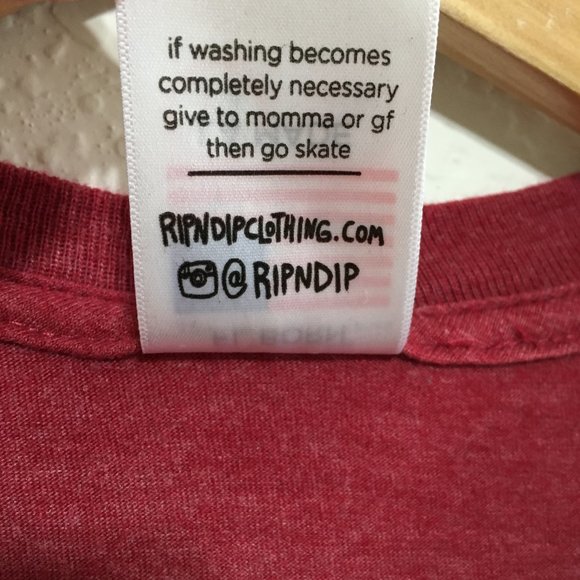 if washing becomes
completely necessary
give to momma or gf
then go skate
RIPNDIPCLOTHING.COM
@RIPNDIP